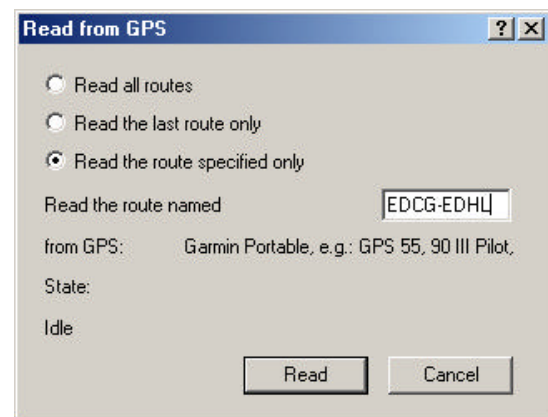 Read from GPS
Read all routes
Read the last route only
Read the route specified only
Read the route named EDCG-EDHL
from GPS: Garmin Portable, e.g.: GPS 55, 90 III Pilot,
State:
Idle
Read Cancel